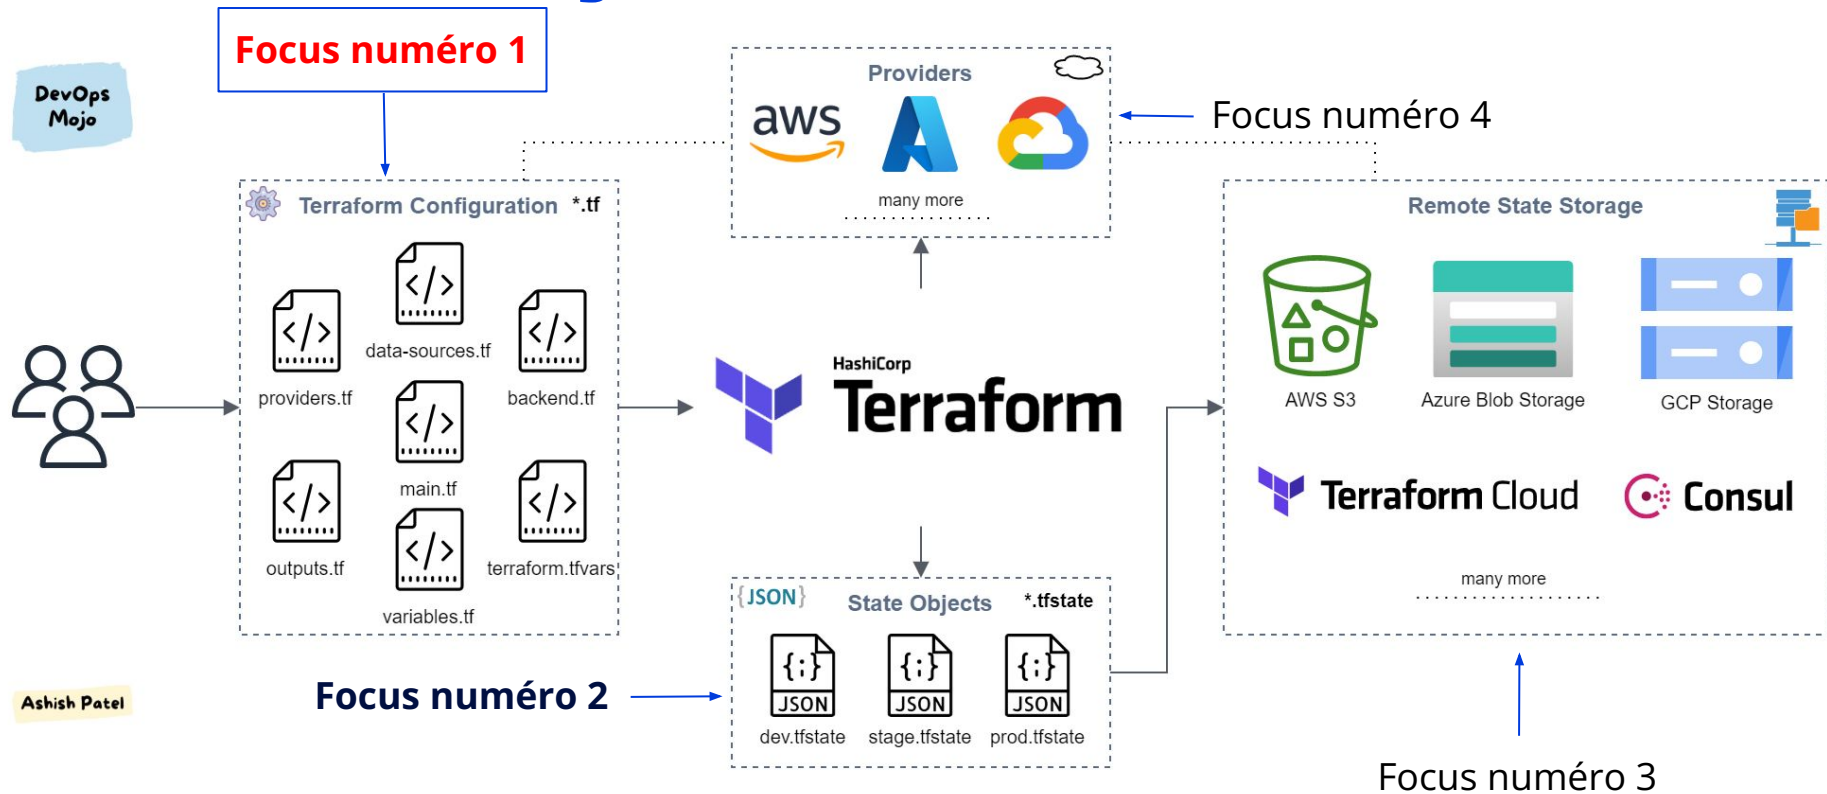 Focus numéro 1
DevOps
Mojo
Providers
aws
many more
Focus numéro 4
Terraform Configuration *.tf
data-sources.tf
providers.tf
backend.tf
main.tf
outputs.tf
terraform.tfvars
variables.tf
HashiCorp
Terraform
Remote State Storage
AWS S3
Azure Blob Storage
GCP Storage
Terraform Cloud
Consul
many more
{JSON}
State Objects *.tfstate
{:}
JSON
{:}
JSON
{:}
JSON
dev.tfstate
stage.tfstate
prod.tfstate
Focus numéro 2
Ashish Patel
Focus numéro 3